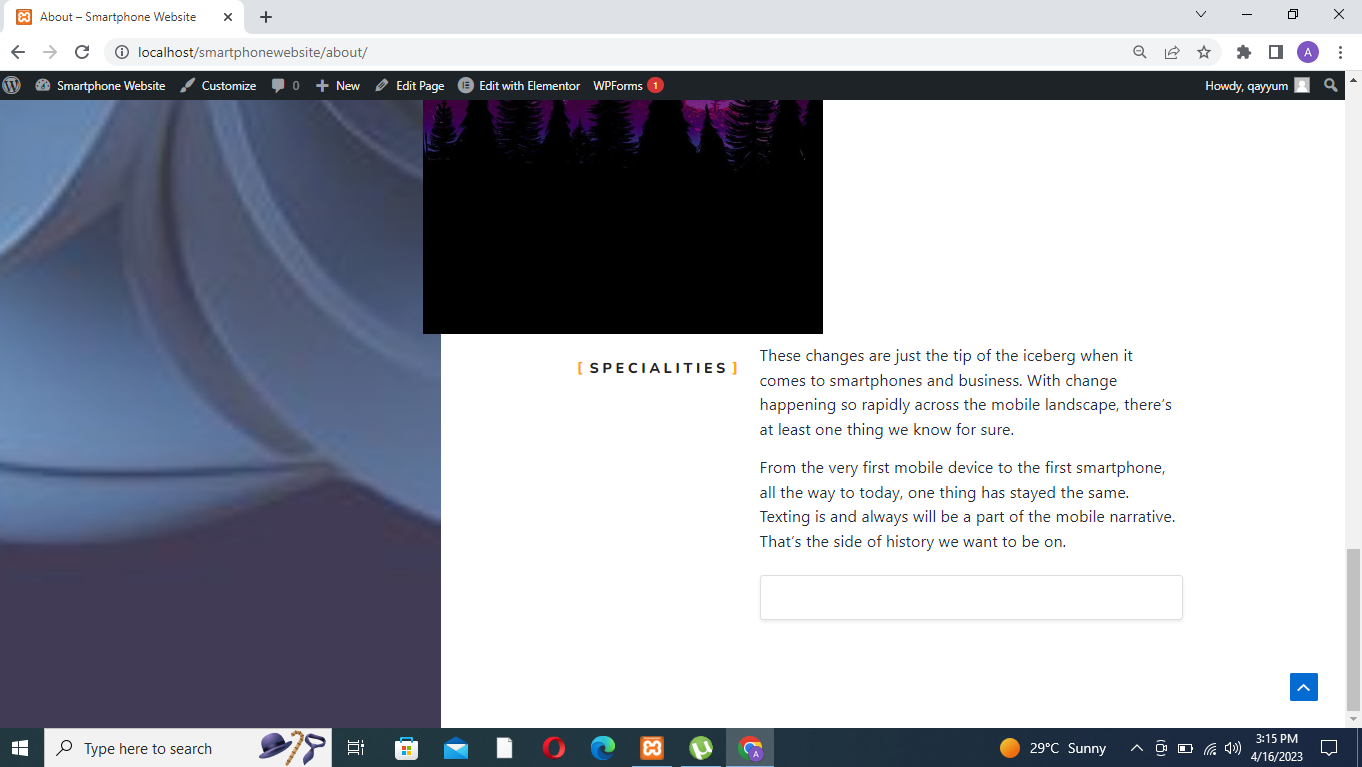 About – Smartphone Website
localhost/smartphonewebsite/about/
A
Smartphone Website
Customize
0
New
Edit Page
Edit with Elementor
WPForms 1
Howdy, qayyum
[ SPECIALITIES ]
These changes are just the tip of the iceberg when it
comes to smartphones and business. With change
happening so rapidly across the mobile landscape, there’s
at least one thing we know for sure.
From the very first mobile device to the first smartphone,
all the way to today, one thing has stayed the same.
Texting is and always will be a part of the mobile narrative.
That’s the side of history we want to be on.
Type here to search
A
29°C Sunny
3:15 PM
4/16/2023